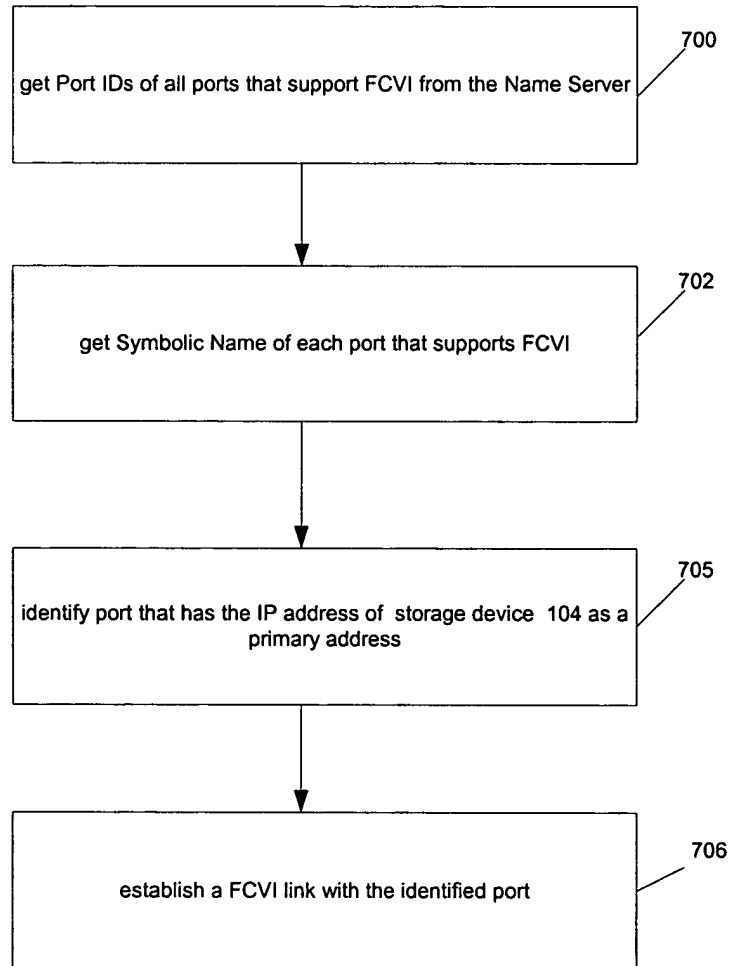 700
get Port IDs of all ports that support FCVI from the Name Server
702
get Symbolic Name of each port that supports FCVI
705
identify port that has the IP address of storage device 104 as a
primary address
706
establish a FCVI link with the identified port